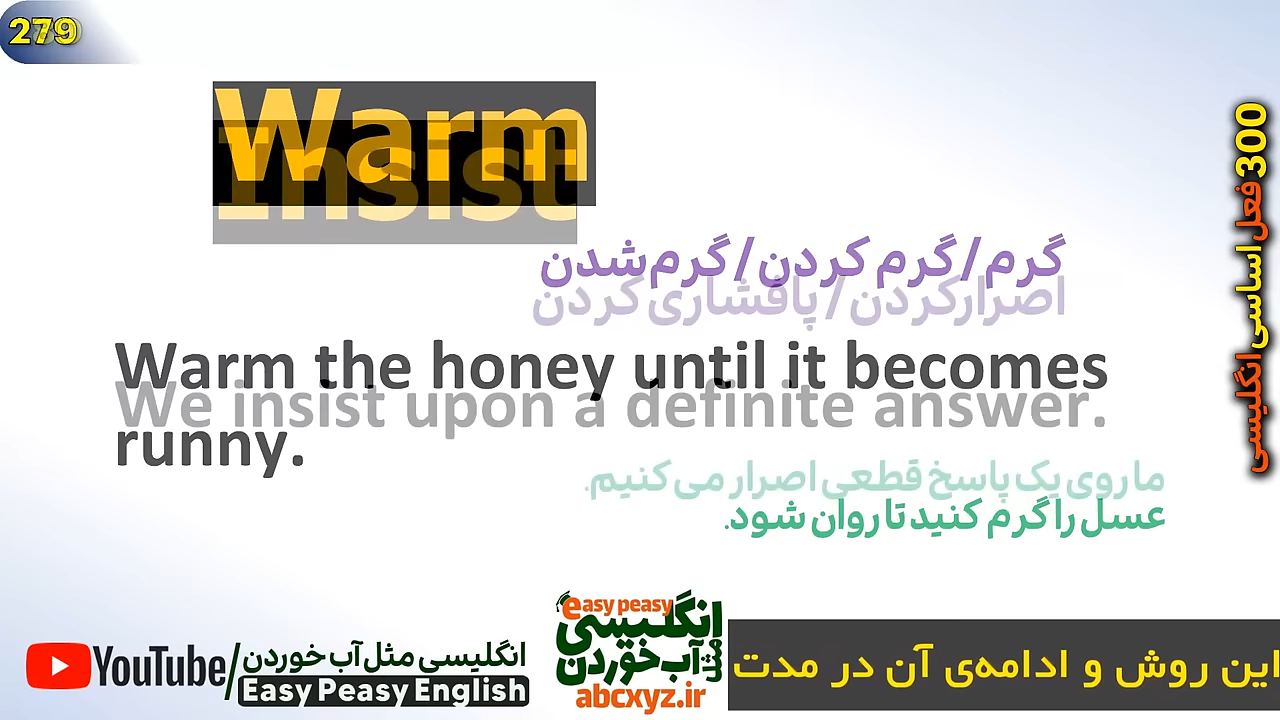 279
Warm
Insist
گرم/گرم کردن/گرم شدن
اصرار کردن/پافشاری کردن
Warm the honey until it becomes
We insist upon a definite answer.
runny.
ما روی یک پاسخ قطعی اصرار می کنیم.
عسل را گرم کنید تا روان شود.
300 فعل اساسی انگلیسی
YouTube/انگلیسی مثل آب خوردن
Easy Peasy English
easy peasy
انگلیسی
مثل
آب خوردن
abcxyz.ir
این روش و ادامه‌ی آن در مدت